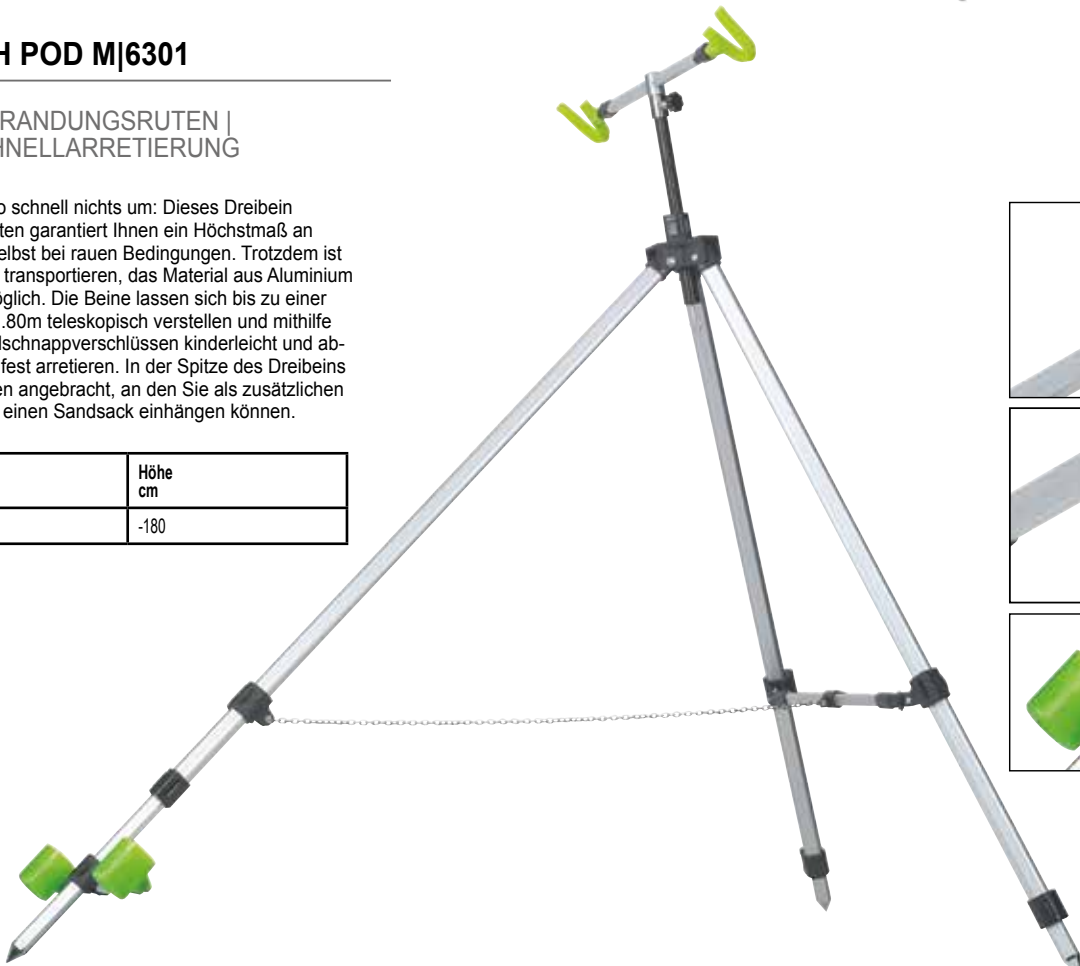 H POD M|6301
RANDUNGSRUTEN |
HNELLARRETIERUNG
o schnell nichts um: Dieses Dreibein
ten garantiert Ihnen ein Höchstmaß an
elbst bei rauen Bedingungen. Trotzdem ist
transportieren, das Material aus Aluminium
öglich. Die Beine lassen sich bis zu einer
.80m teleskopisch verstellen und mithilfe
lschnappverschlüssen kinderleicht und ab-
fest arretieren. In der Spitze des Dreibeins
en angebracht, an den Sie als zusätzlichen
einen Sandsack einhängen können.
Höhe
cm
-180